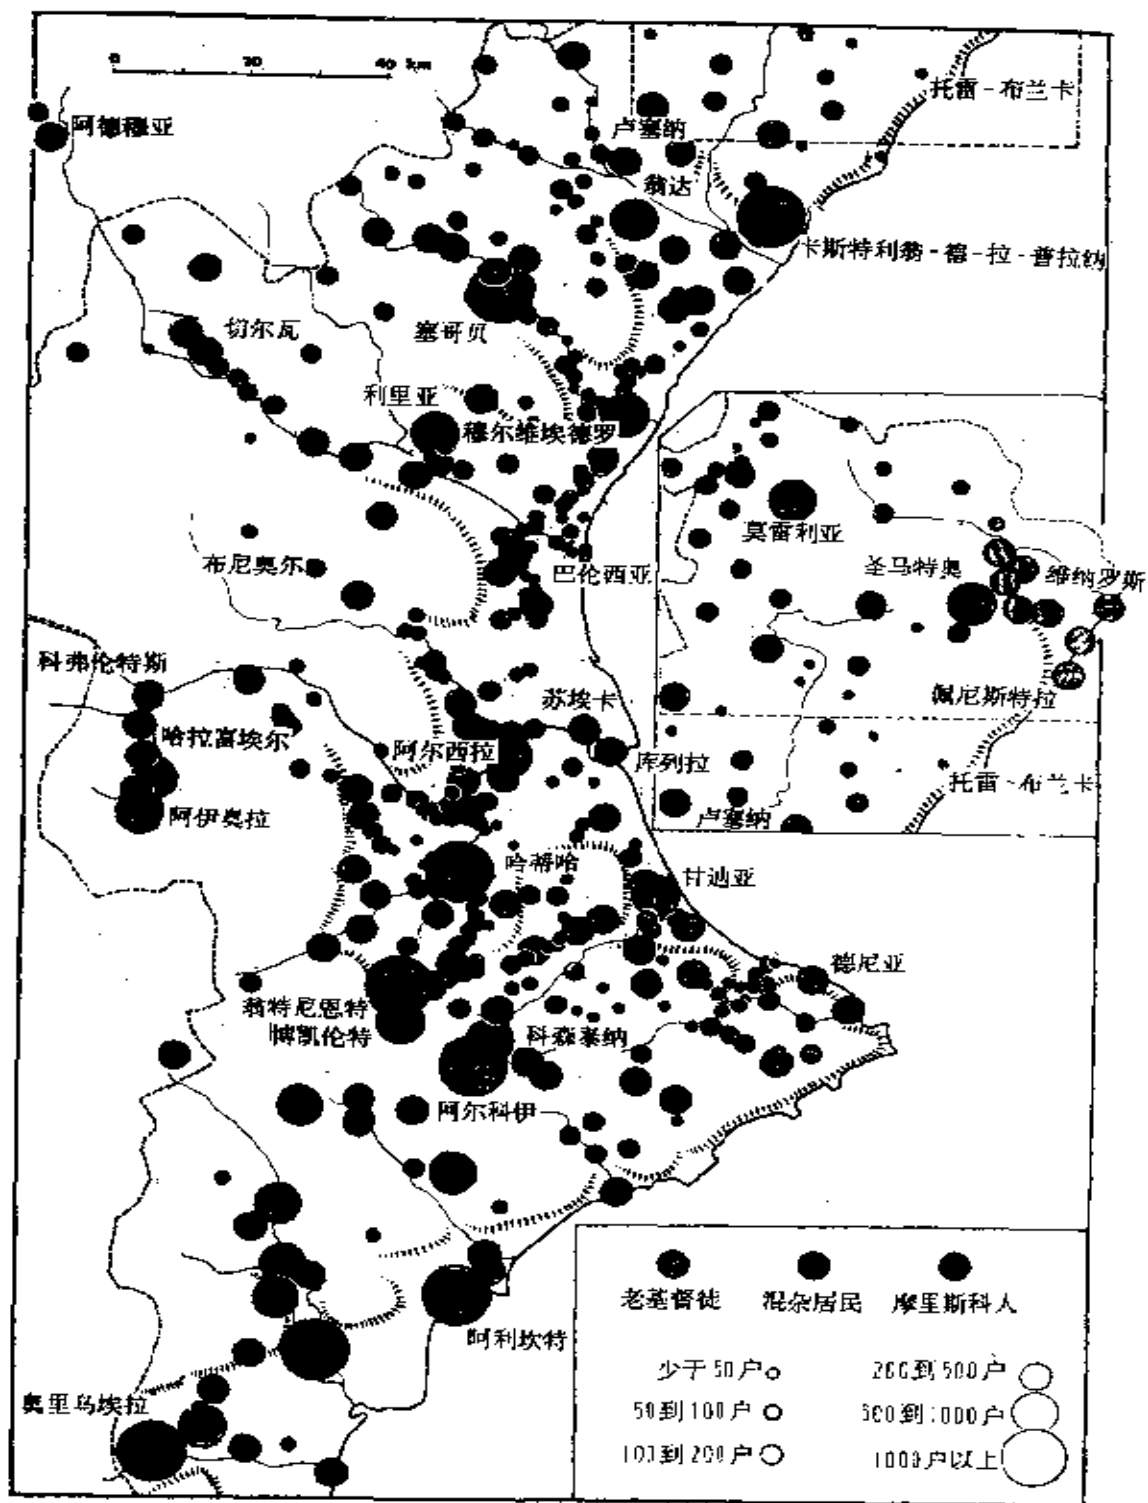 0 20 40 km
托雷-布兰卡
阿德穆亚
卢塞纳
翁达
卡斯特利翁-德-拉-普拉纳
切尔瓦
塞哥贝
利里亚
穆尔维埃德罗
莫雷利亚
布尼奥尔
巴伦西亚
圣马特奥
维纳罗斯
科弗伦特斯
苏埃卡
佩尼斯特拉
哈拉富埃尔
阿尔西拉
库列拉
托雷-布兰卡
阿伊奥拉
卢塞纳
哈蒂哈
甘迪亚
德尼亚
翁特尼恩特
博凯伦特
科森泰纳
阿尔科伊
阿利坎特
奥里乌埃拉
老基督徒 混杂居民 摩里斯科人
少于50户
200到500户
50到100户
500到1000户
100到200户
1000户以上